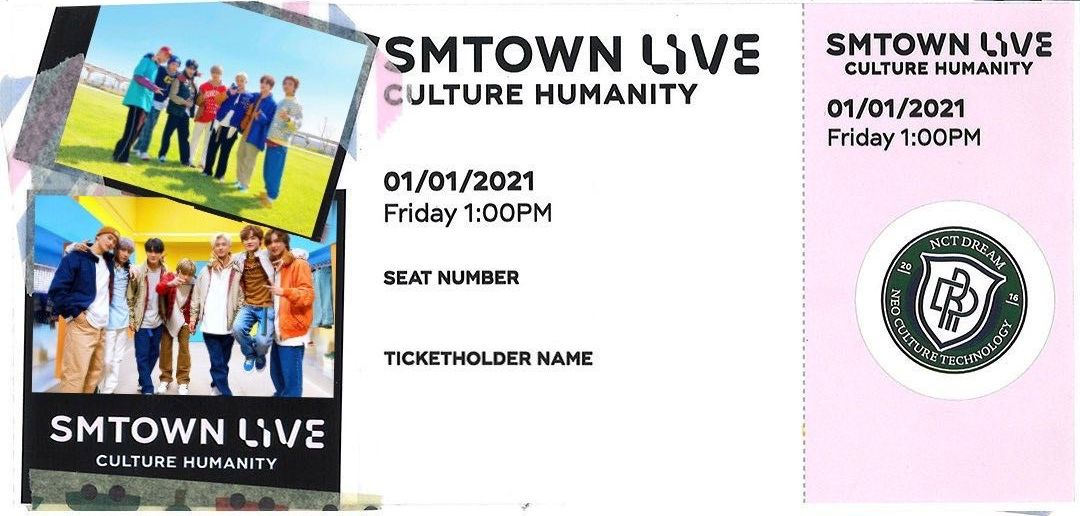 SMTOWN LIVE
CULTURE HUMANITY
SMTOWN LIVE
CULTURE HUMANITY
01/01/2021
Friday 1:00PM
SEAT NUMBER
TICKETHOLDER NAME
SMTOWN LIVE
CULTURE HUMANITY
01/01/2021
Friday 1:00PM
NCT DREAM
20 16
NEO CULTURE TECHNOLOGY